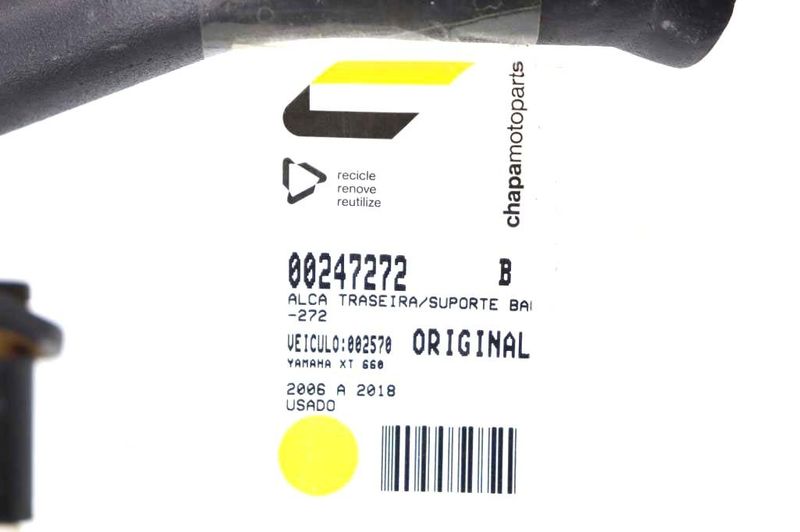 chapamotoparts
recicle
renove
reutilize
00247272 B
ALCA TRASEIRA/SUPORTE
-272
VEICULO:002570 ORIGINAL
YAMAHA XT 660
2006 A 2018
USADO